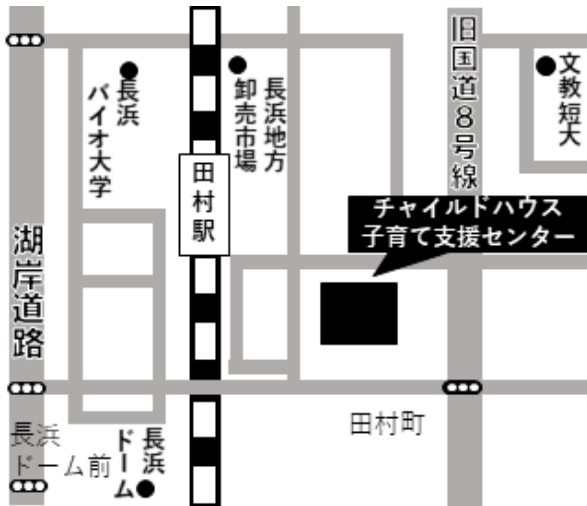 旧国道8号線
文教短大
長浜地方
卸売市場
長浜
バイオ大学
田村駅
チャイルドハウス
子育て支援センター
湖岸道路
田村町
長浜
ドーム前
長浜
ドーム